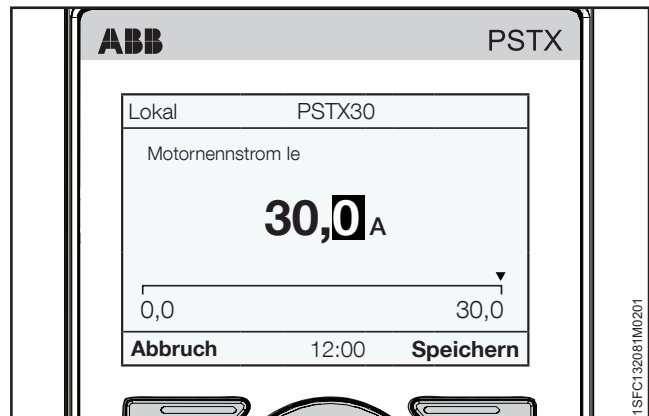 ABB PSTX
Lokal PSTX30
Motornennstrom Ie
30,0 A
0,0 30,0
Abbruch 12:00 Speichern
1SFC132081M0201